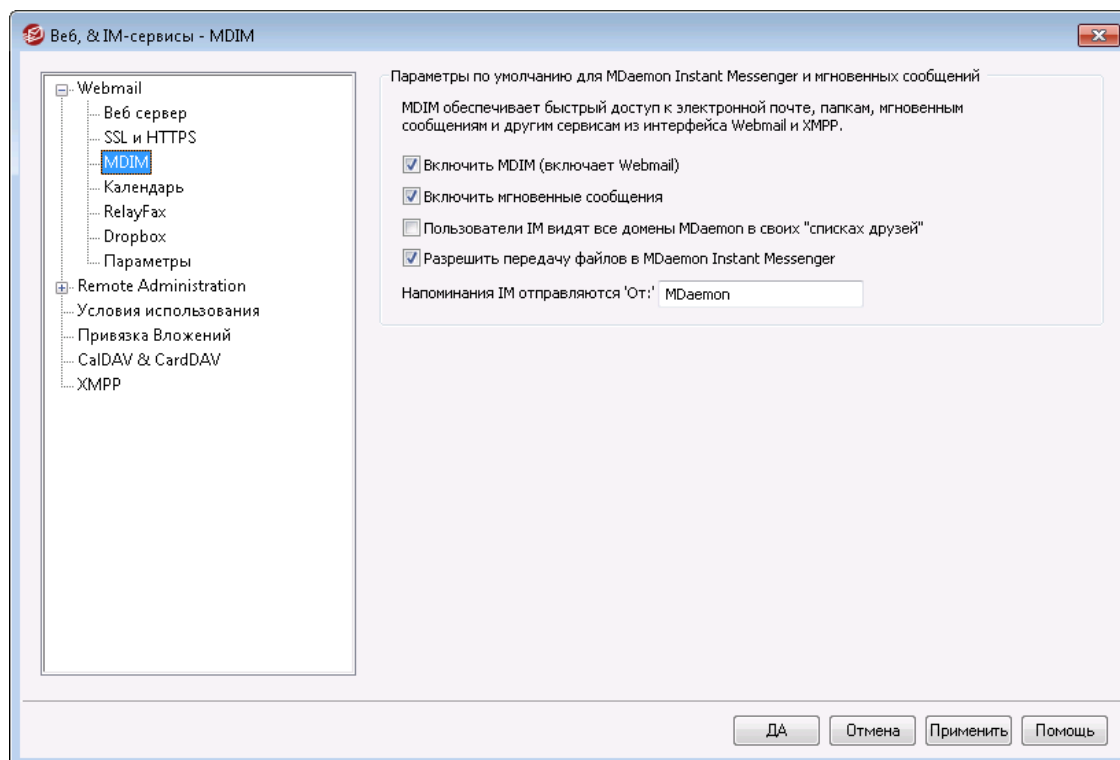 Веб, & IM-сервисы - MDIM
Webmail
Веб сервер
SSL и HTTPS
MDIM
Календарь
RelayFax
Dropbox
Параметры
Remote Administration
Условия использования
Привязка Вложений
CalDAV & CardDAV
XMPP
Параметры по умолчанию для MDaemon Instant Messenger и мгновенных сообщений
MDIM обеспечивает быстрый доступ к электронной почте, папкам, мгновенным
сообщениям и другим сервисам из интерфейса Webmail и XMPP.
Включить MDIM (включает Webmail)
Включить мгновенные сообщения
Пользователи IM видят все домены MDaemon в своих "списках друзей"
Разрешить передачу файлов в MDaemon Instant Messenger
Напоминания IM отправляются 'От:' MDaemon
ДА Отмена Применить Помощь